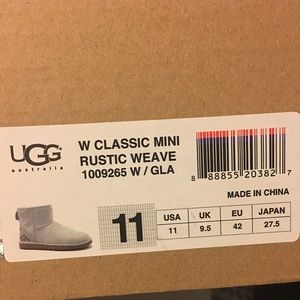 UGG
australia
W CLASSIC MINI
RUSTIC WEAVE
1009265 W / GLA
8 88855 20382 7
MADE IN CHINA
11
USA UK EU JAPAN
11 9.5 42 27.5